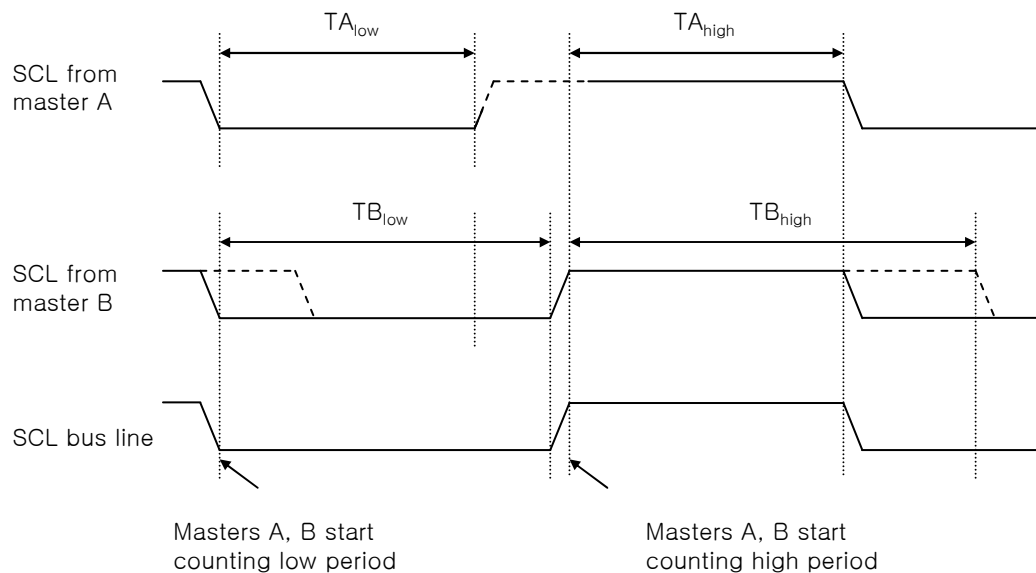 TAlow
TAhigh
SCL from
master A
TBlow
TBhigh
SCL from
master B
SCL bus line
Masters A, B start
counting low period
Masters A, B start
counting high period